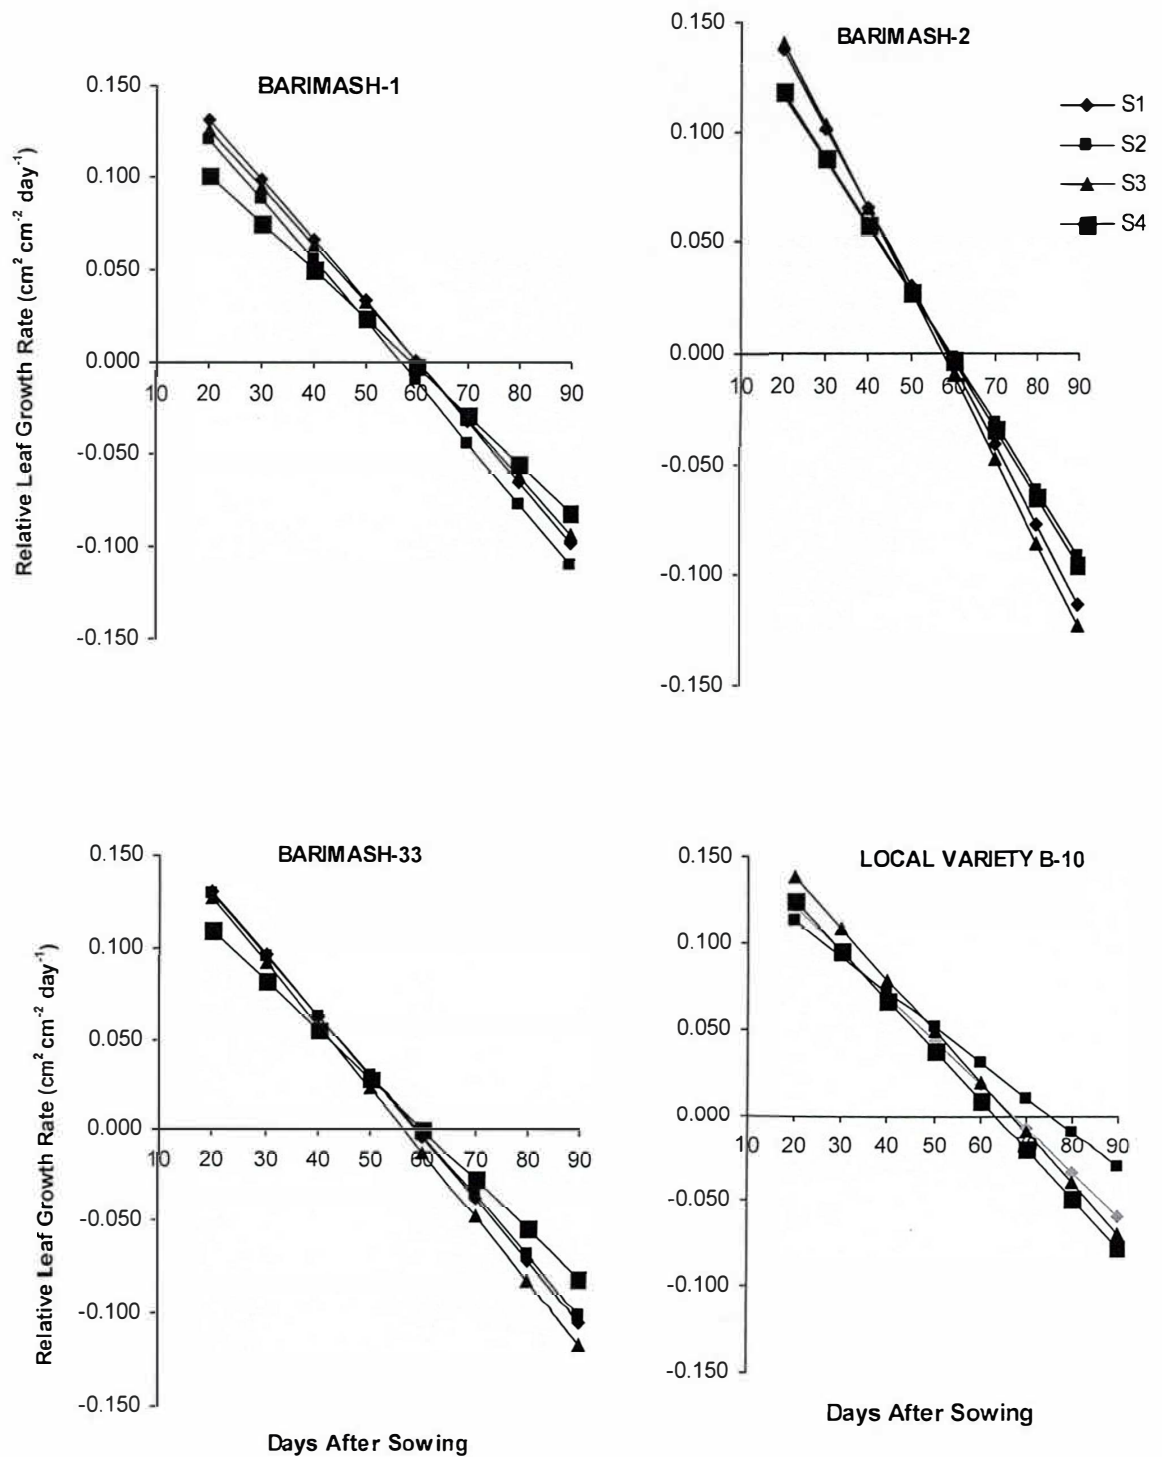 BARIMASH-1
Relative Leaf Growth Rate (cm² cm⁻² day⁻¹)
0.150
0.100
0.050
0.000
-0.050
-0.100
-0.150
10 20 30 40 50 60 70 80 90
BARIMASH-2
0.150
0.100
0.050
0.000
-0.050
-0.100
-0.150
10 20 30 40 50 60 70 80 90
S1
S2
S3
S4
BARIMASH-33
Relative Leaf Growth Rate (cm² cm⁻² day⁻¹)
0.150
0.100
0.050
0.000
-0.050
-0.100
-0.150
10 20 30 40 50 60 70 80 90
Days After Sowing
LOCAL VARIETY B-10
0.150
0.100
0.050
0.000
-0.050
-0.100
-0.150
10 20 30 40 50 60 70 80 90
Days After Sowing